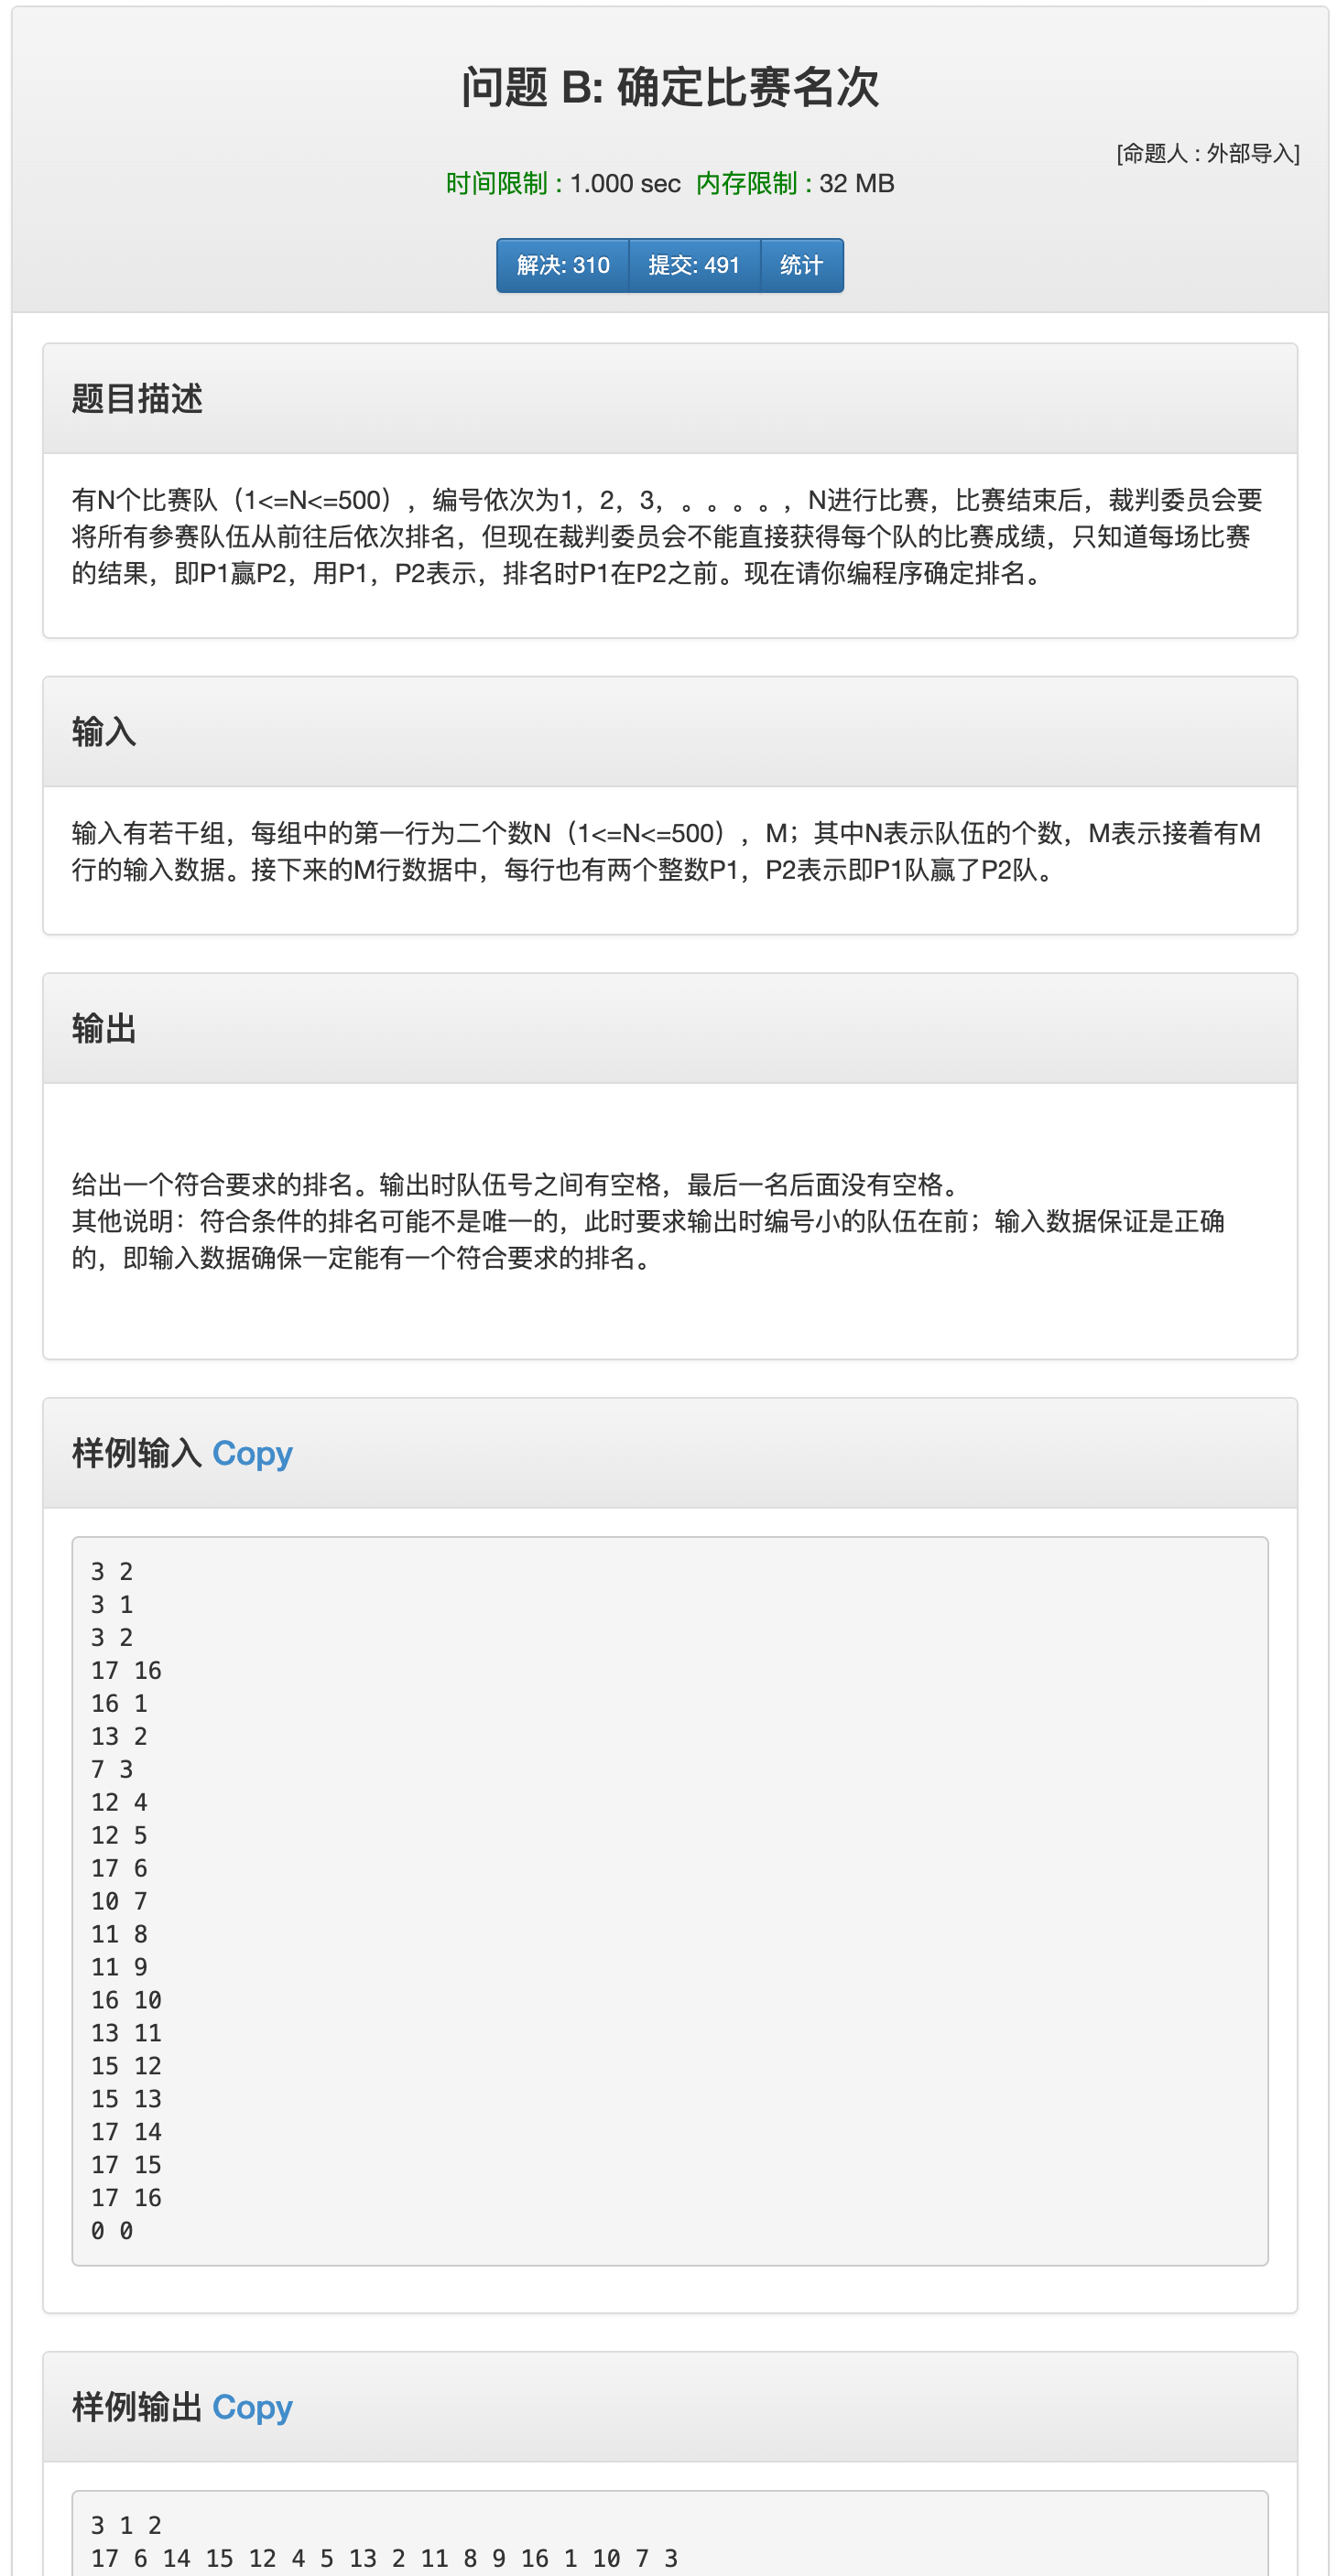 问题 B: 确定比赛名次
[命题人 : 外部导入]
时间限制 : 1.000 sec 内存限制 : 32 MB
解决: 310 提交: 491 统计
题目描述
有N个比赛队（1<=N<=500），编号依次为1，2，3，。。。。，N进行比赛，比赛结束后，裁判委员会要
将所有参赛队伍从前往后依次排名，但现在裁判委员会不能直接获得每个队的比赛成绩，只知道每场比赛
的结果，即P1赢P2，用P1，P2表示，排名时P1在P2之前。现在请你编程序确定排名。
输入
输入有若干组，每组中的第一行为二个数N（1<=N<=500），M；其中N表示队伍的个数，M表示接着有M
行的输入数据。接下来的M行数据中，每行也有两个整数P1，P2表示即P1队赢了P2队。
输出
给出一个符合要求的排名。输出时队伍号之间有空格，最后一名后面没有空格。
其他说明：符合条件的排名可能不是唯一的，此时要求输出时编号小的队伍在前；输入数据保证是正确
的，即输入数据确保一定能有一个符合要求的排名。
样例输入 Copy
3 2
3 1
3 2
17 16
16 1
13 2
7 3
12 4
12 5
17 6
10 7
11 8
11 9
16 10
13 11
15 12
15 13
17 14
17 15
17 16
0 0
样例输出 Copy
3 1 2
17 6 14 15 12 4 5 13 2 11 8 9 16 1 10 7 3